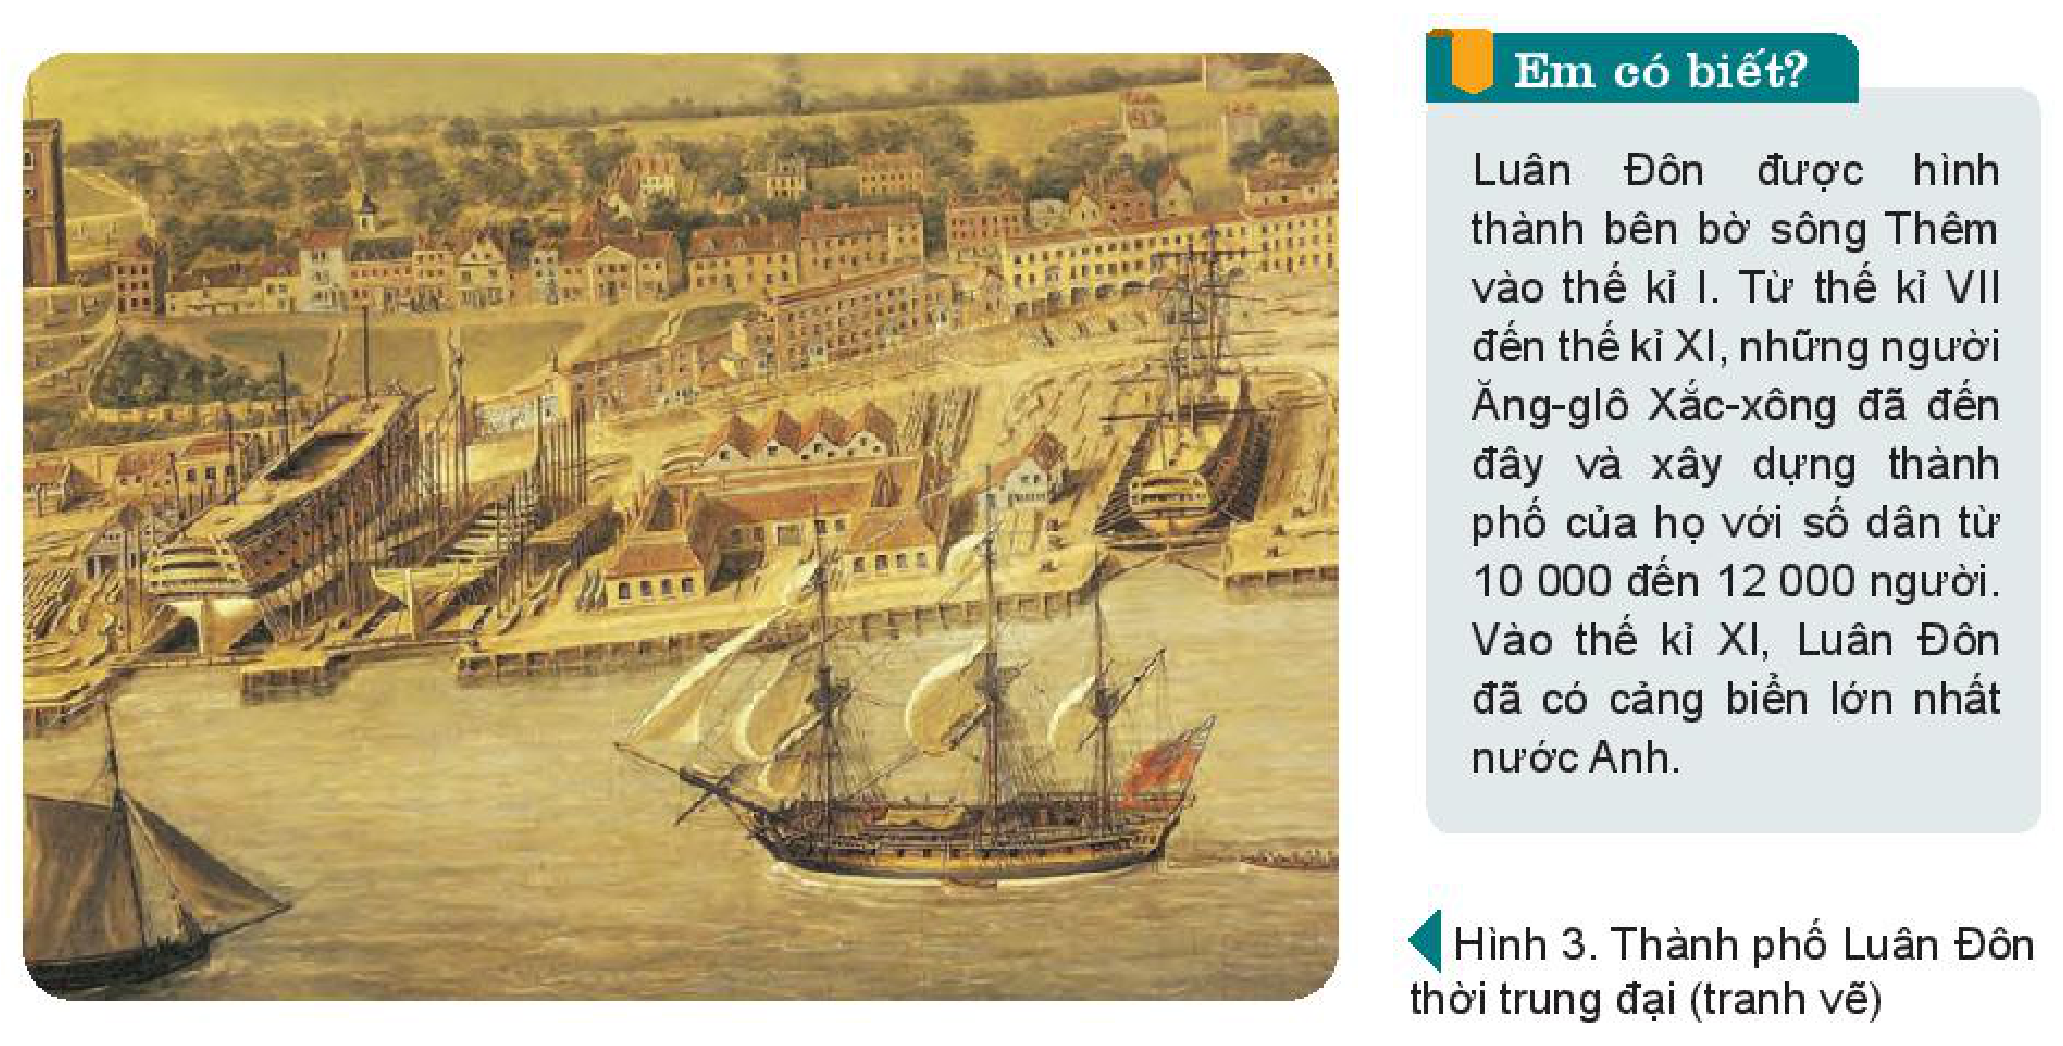 Em có biết?
Luân Đôn được hình
thành bên bờ sông Thêm
vào thế kỉ I. Từ thế kỉ VII
đến thế kỉ XI, những người
Ăng-glô Xắc-xông đã đến
đây và xây dựng thành
phố của họ với số dân từ
10 000 đến 12 000 người.
Vào thế kỉ XI, Luân Đôn
đã có cảng biển lớn nhất
nước Anh.
Hình 3. Thành phố Luân Đôn
thời trung đại (tranh vẽ)